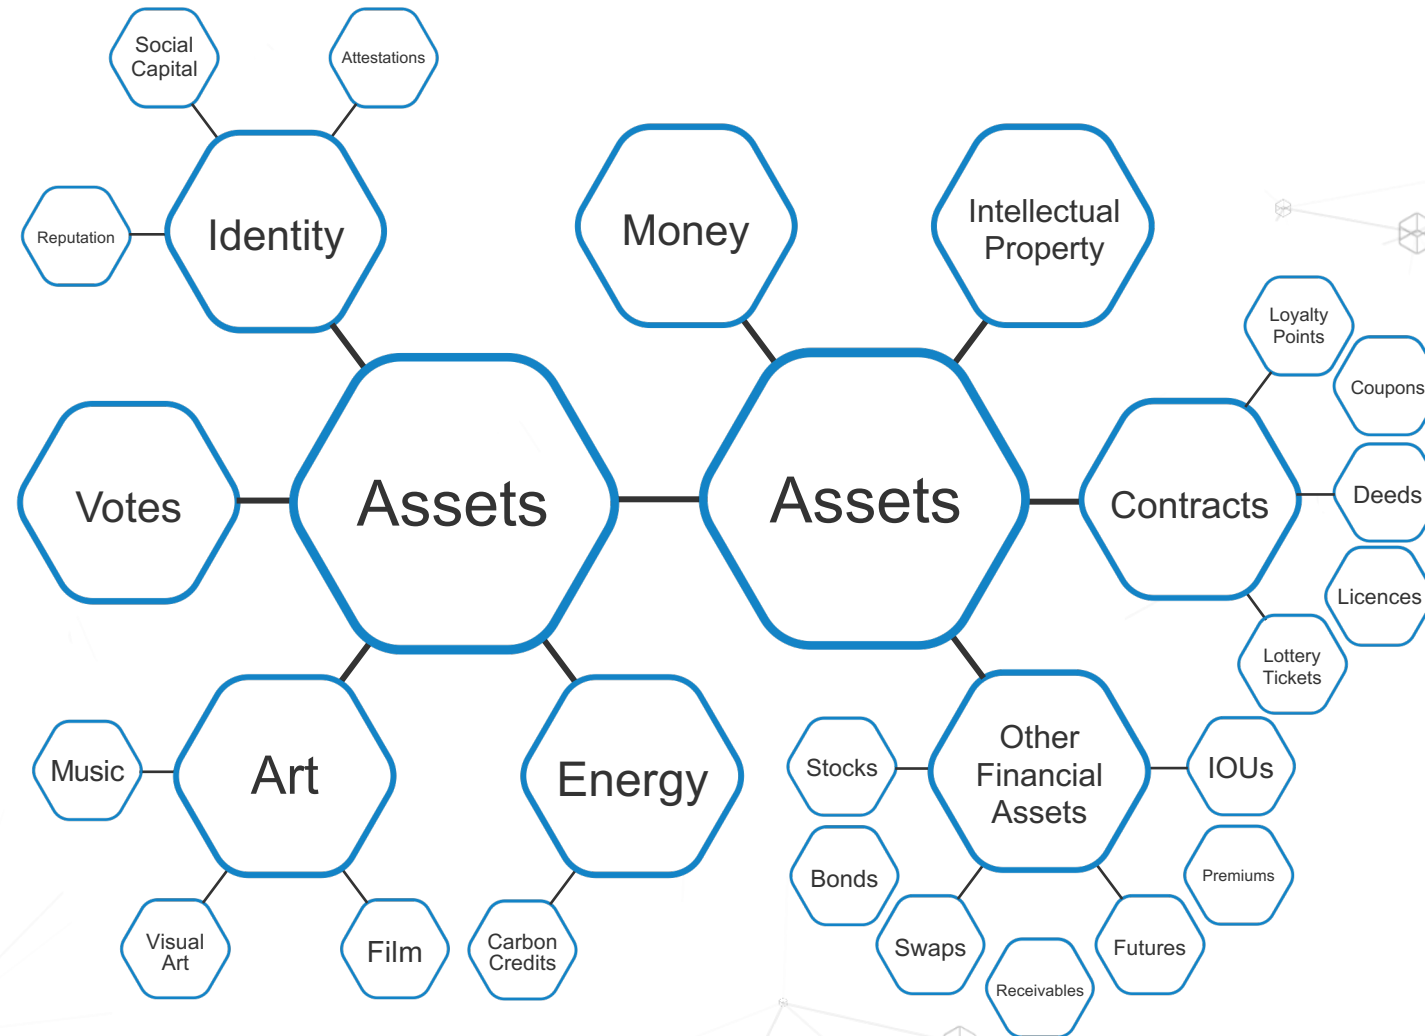 Social
Capital
Attestations
Reputation
Identity
Money
Intellectual
Property
Loyalty
Points
Coupons
Votes
Assets
Assets
Contracts
Deeds
Licences
Lottery
Tickets
Music
Art
Energy
Visual
Art
Film
Carbon
Credits
Other
Financial
Assets
Stocks
IOUs
Bonds
Premiums
Swaps
Futures
Receivables